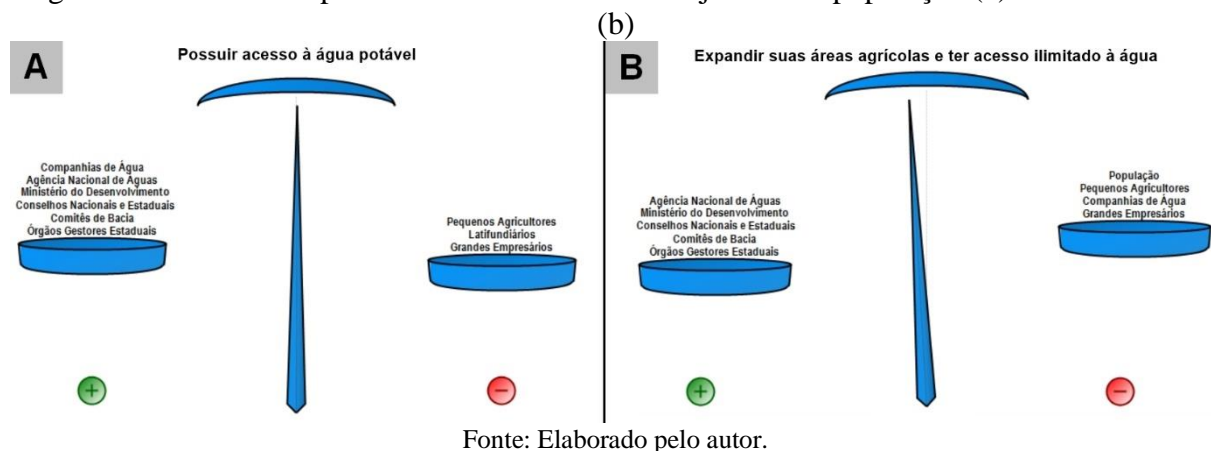 (b)
A
Possuir acesso à água potável
Companhias de Água
Agência Nacional de Águas
Ministério do Desenvolvimento
Conselhos Nacionais e Estaduais
Comitês de Bacia
Órgãos Gestores Estaduais
Pequenos Agricultores
Latifundiários
Grandes Empresários
+
−
B
Expandir suas áreas agrícolas e ter acesso ilimitado à água
Agência Nacional de Águas
Ministério do Desenvolvimento
Conselhos Nacionais e Estaduais
Comitês de Bacia
Órgãos Gestores Estaduais
População
Pequenos Agricultores
Companhias de Água
Grandes Empresários
+
−
Fonte: Elaborado pelo autor.